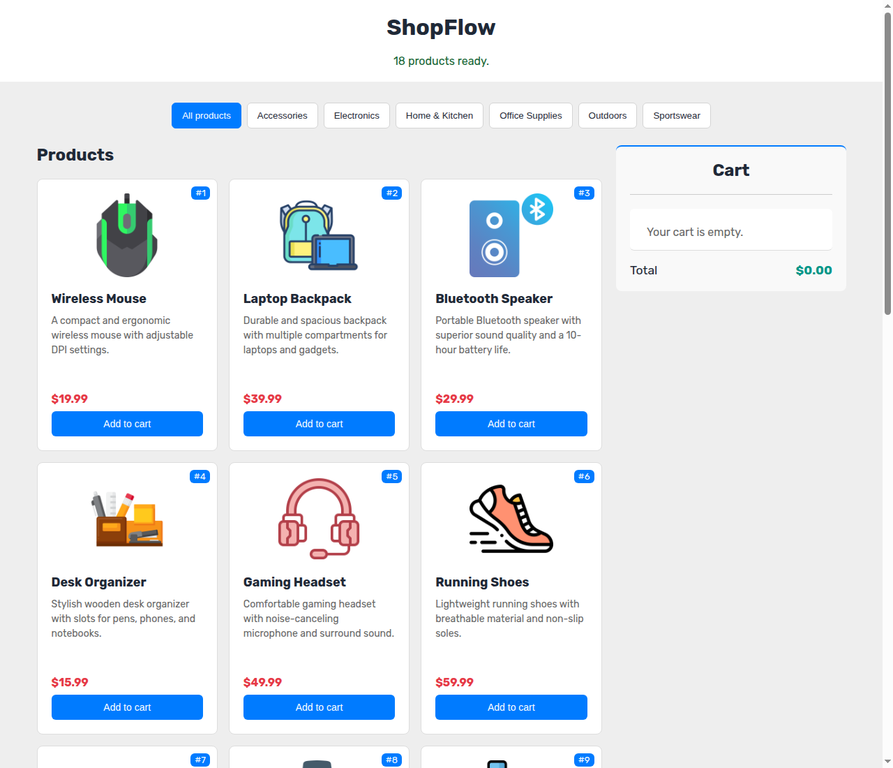 ShopFlow
18 products ready.
All products
Accessories
Electronics
Home & Kitchen
Office Supplies
Outdoors
Sportswear
Products
#1
Wireless Mouse
A compact and ergonomic
wireless mouse with adjustable
DPI settings.
$19.99
Add to cart
#2
Laptop Backpack
Durable and spacious backpack
with multiple compartments for
laptops and gadgets.
$39.99
Add to cart
#3
Bluetooth Speaker
Portable Bluetooth speaker with
superior sound quality and a 10-
hour battery life.
$29.99
Add to cart
#4
Desk Organizer
Stylish wooden desk organizer
with slots for pens, phones, and
notebooks.
$15.99
Add to cart
#5
Gaming Headset
Comfortable gaming headset
with noise-canceling
microphone and surround sound.
$49.99
Add to cart
#6
Running Shoes
Lightweight running shoes with
breathable material and non-slip
soles.
$59.99
Add to cart
#7
#8
#9
Cart
Your cart is empty.
Total
$0.00